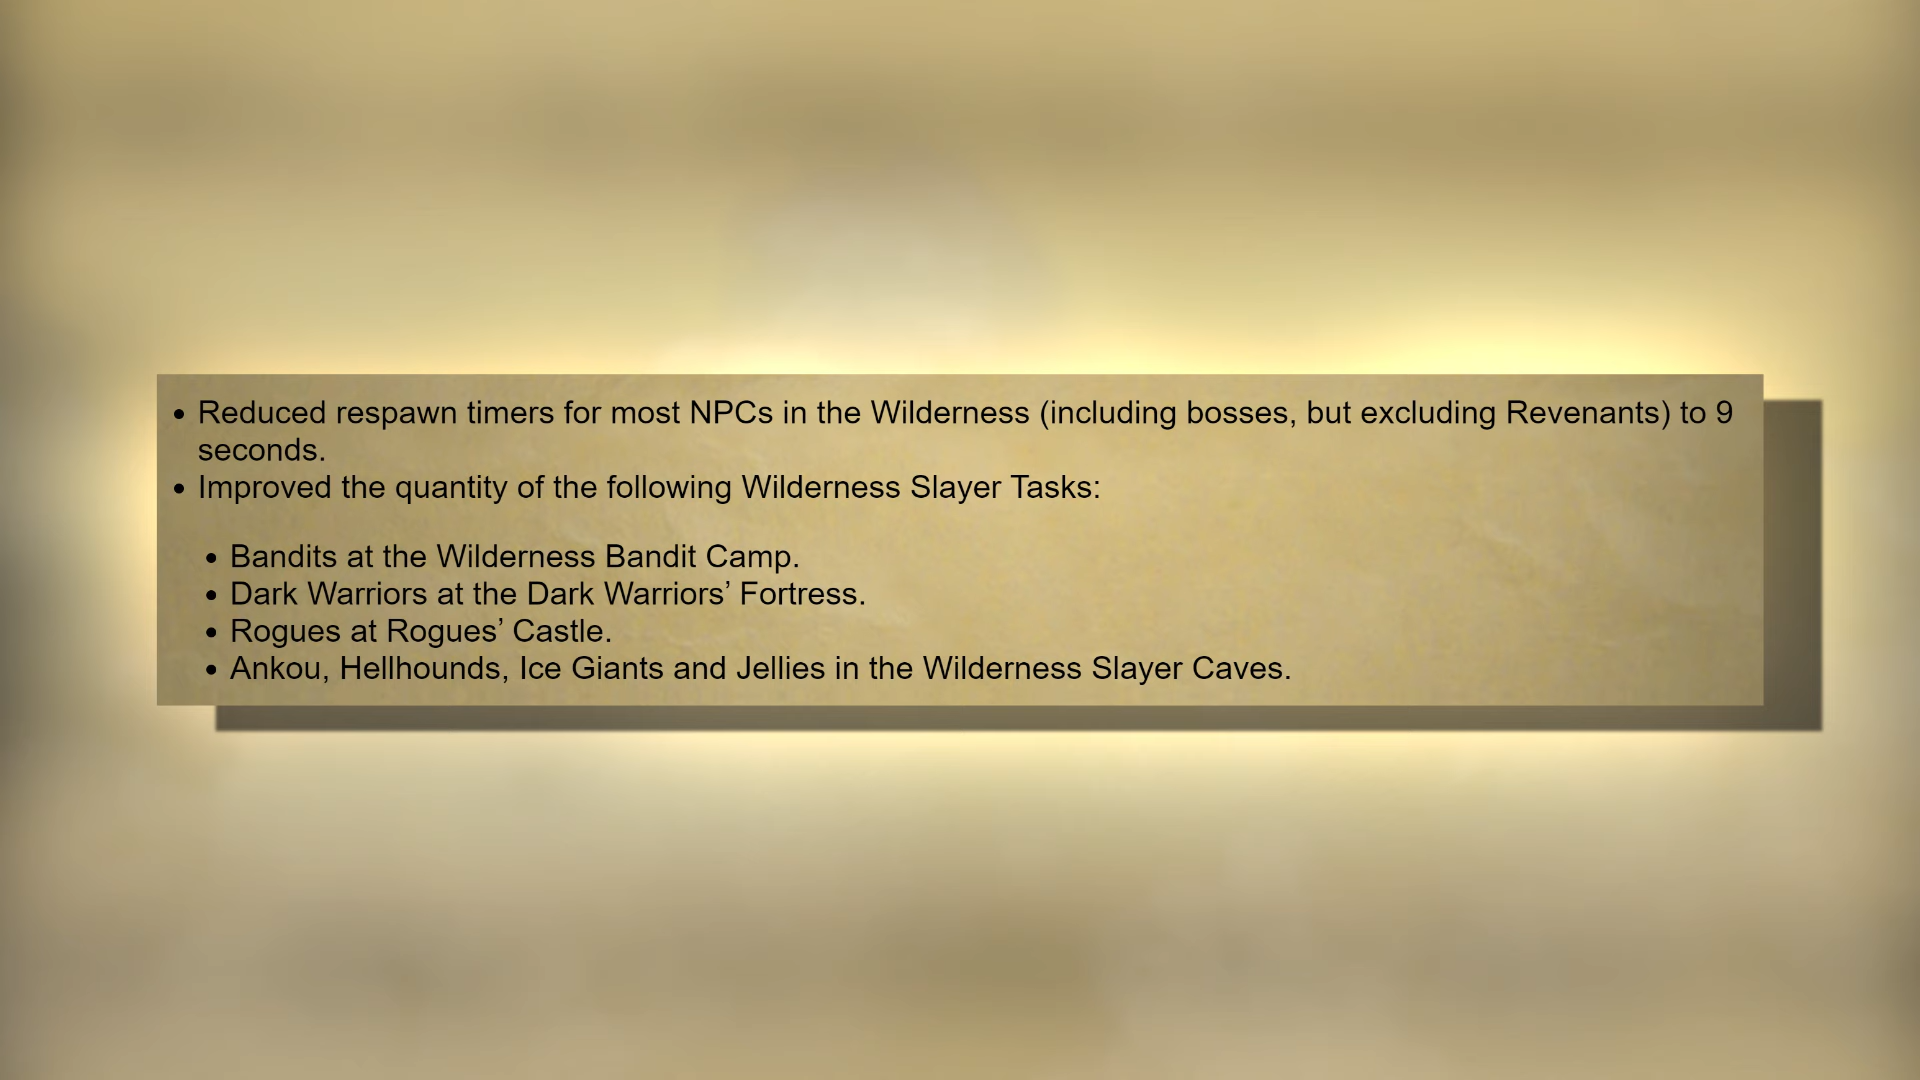 • Reduced respawn timers for most NPCs in the Wilderness (including bosses, but excluding Revenants) to 9
seconds.
• Improved the quantity of the following Wilderness Slayer Tasks:
• Bandits at the Wilderness Bandit Camp.
• Dark Warriors at the Dark Warriors’ Fortress.
• Rogues at Rogues’ Castle.
• Ankou, Hellhounds, Ice Giants and Jellies in the Wilderness Slayer Caves.